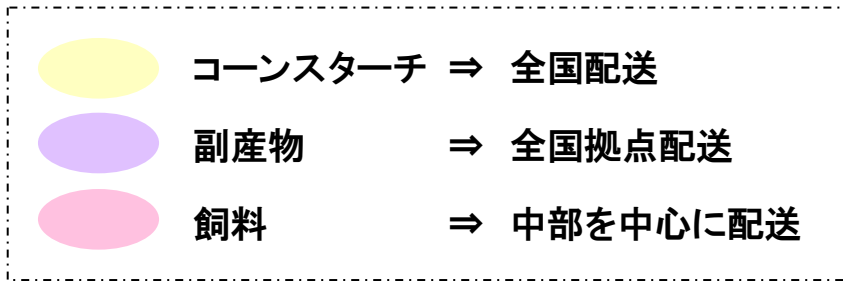 コーンスターチ ⇒ 全国配送
副産物 ⇒ 全国拠点配送
飼料 ⇒ 中部を中心に配送